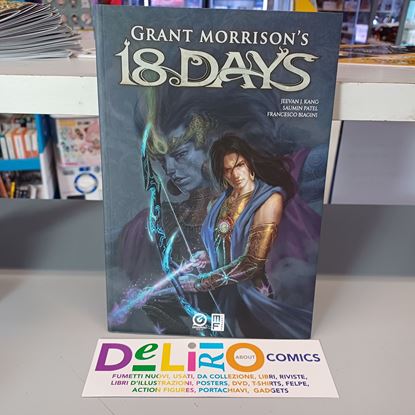 GRANT MORRISON'S
18 DAYS
JEEVAN J. KANG
SAUMIN PATEL
FRANCESCO BIAGINI
DeLiRiO ABOUT COMICS
FUMETTI NUOVI, USATI, DA COLLEZIONE, LIBRI, RIVISTE,
LIBRI D'ILLUSTRAZIONI, POSTERS, DVD, T-SHIRTS, FELPE,
ACTION FIGURES, PORTACHIAVI, GADGETS